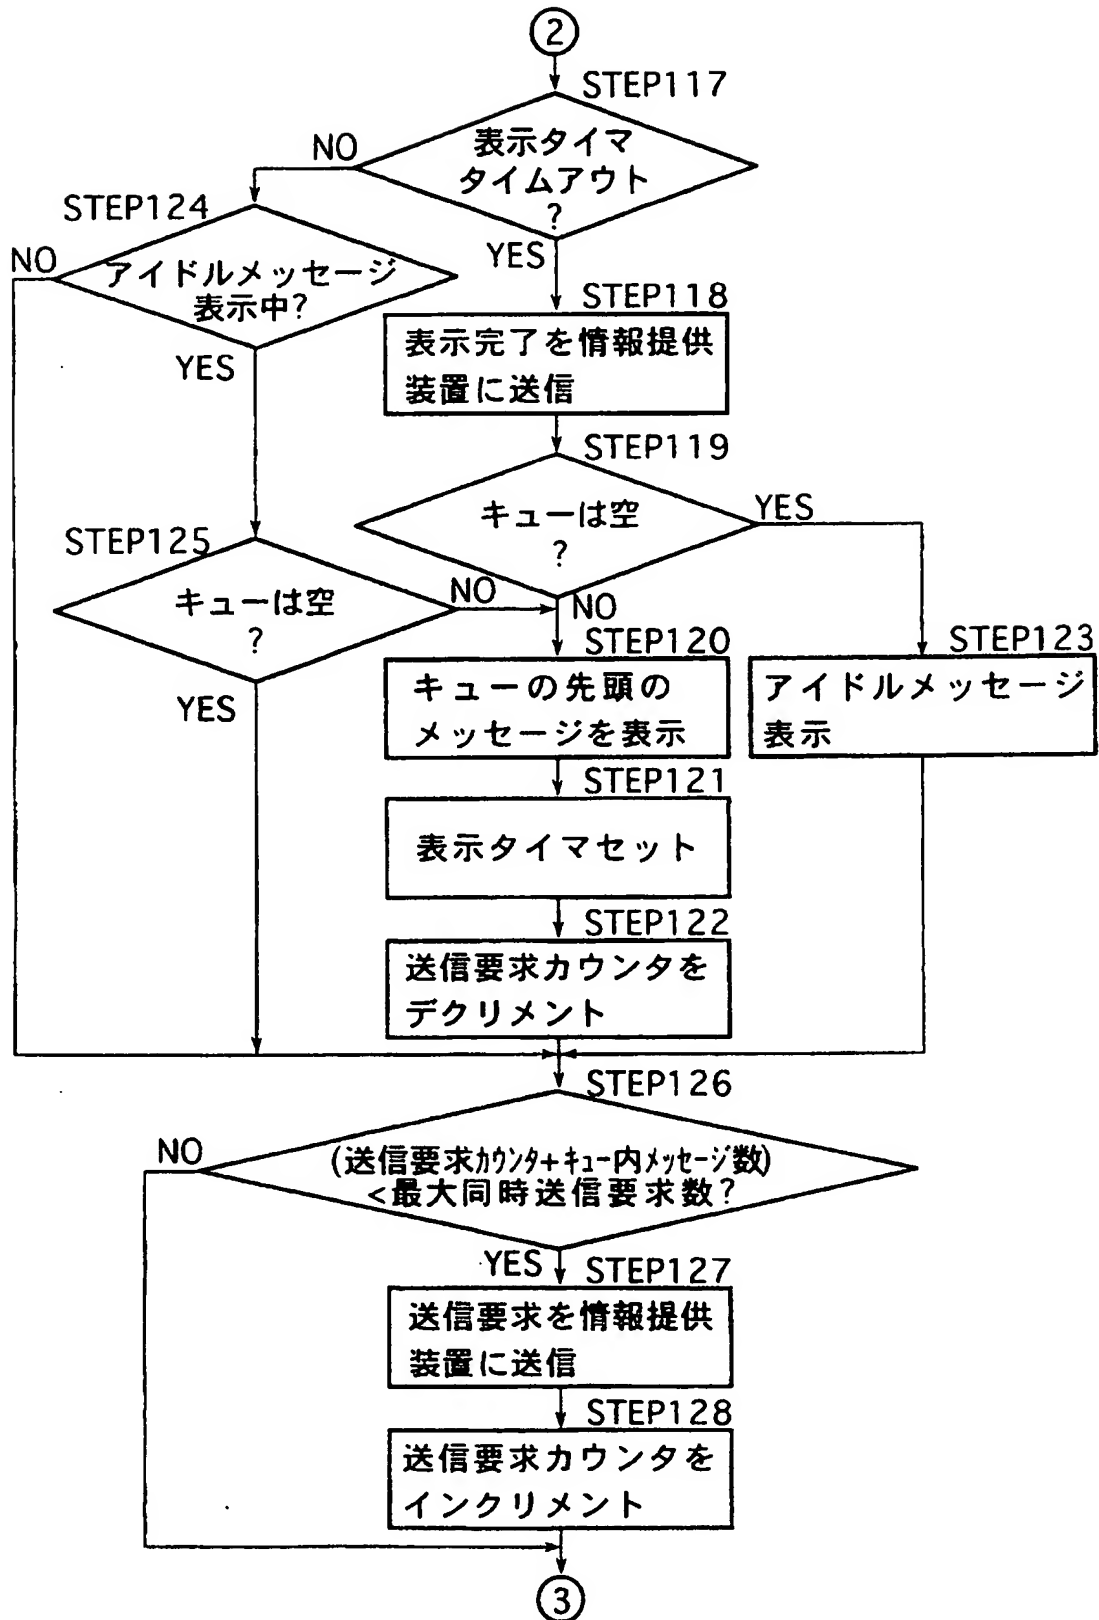 2
STEP117
表示タイマ
タイムアウト
?
NO
YES
STEP124
アイドルメッセージ
表示中?
NO
YES
STEP118
表示完了を情報提供
装置に送信
STEP119
キューは空
?
YES
NO
STEP125
キューは空
?
NO
YES
STEP120
キューの先頭の
メッセージを表示
STEP123
アイドルメッセージ
表示
STEP121
表示タイマセット
STEP122
送信要求カウンタを
デクリメント
STEP126
(送信要求カウンタ+キュー内メッセージ数)
<最大同時送信要求数?
NO
YES
STEP127
送信要求を情報提供
装置に送信
STEP128
送信要求カウンタを
インクリメント
3